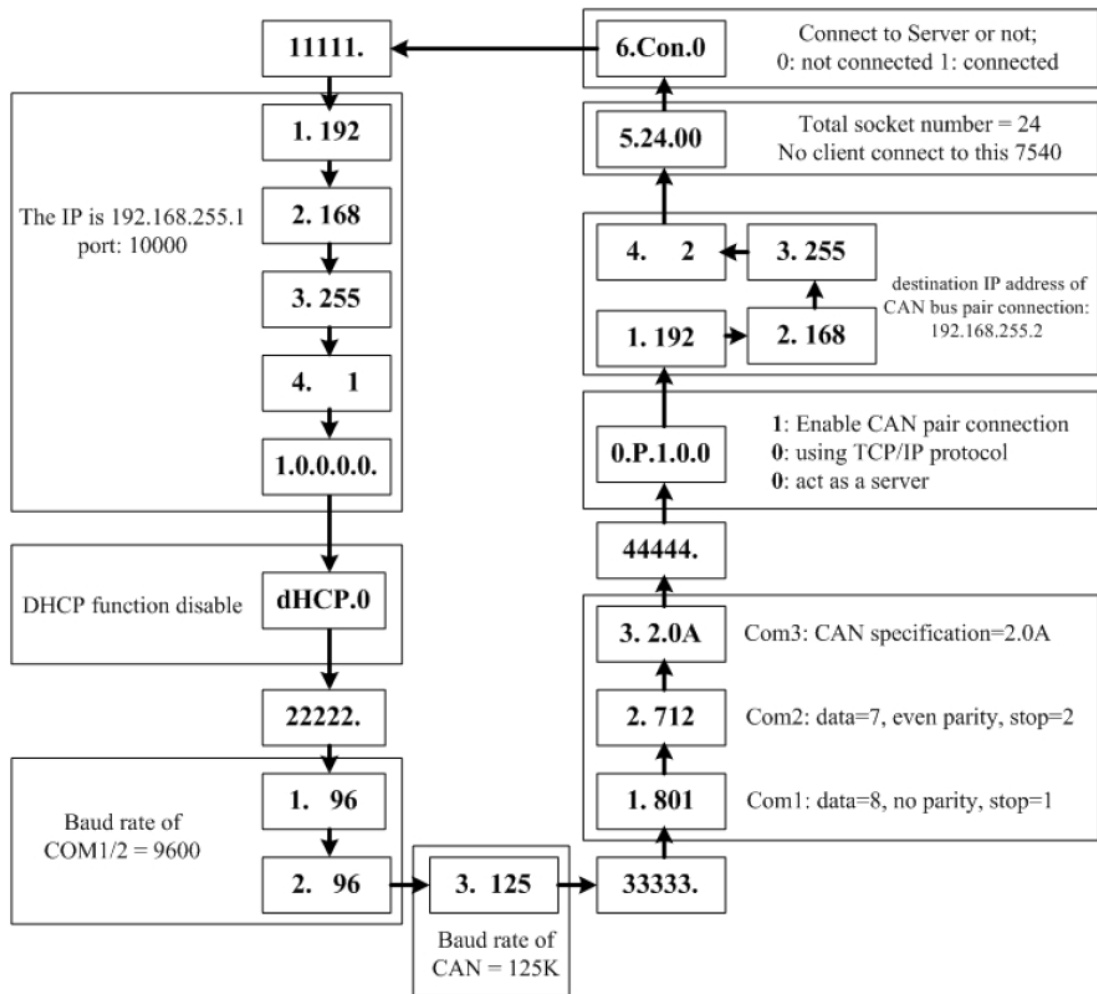 11111.
The IP is 192.168.255.1
port: 10000
1. 192
2. 168
3. 255
4. 1
1.0.0.0.0.
DHCP function disable
dHCP.0
22222.
Baud rate of
COM1/2 = 9600
1. 96
2. 96
3. 125
Baud rate of
CAN = 125K
33333.
1. 801
Com1: data=8, no parity, stop=1
2. 712
Com2: data=7, even parity, stop=2
3. 2.0A
Com3: CAN specification=2.0A
44444.
0.P.1.0.0
1: Enable CAN pair connection
0: using TCP/IP protocol
0: act as a server
1. 192
2. 168
3. 255
4. 2
destination IP address of
CAN bus pair connection:
192.168.255.2
5.24.00
Total socket number = 24
No client connect to this 7540
6.Con.0
Connect to Server or not;
0: not connected 1: connected